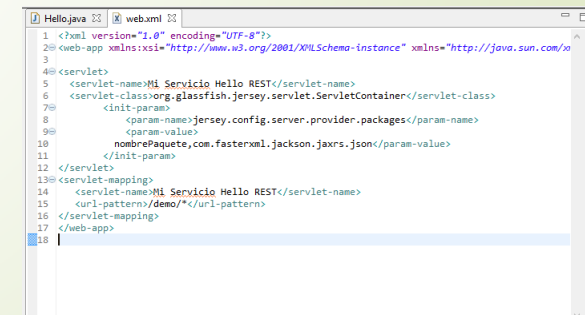 Hello.java web.xml
1 <?xml version="1.0" encoding="UTF-8"?>
2 <web-app xmlns:xsi="http://www.w3.org/2001/XMLSchema-instance" xmlns="http://java.sun.com/x
3
4 <servlet>
5 <servlet-name>Mi Servicio Hello REST</servlet-name>
6 <servlet-class>org.glassfish.jersey.servlet.ServletContainer</servlet-class>
7 <init-param>
8 <param-name>jersey.config.server.provider.packages</param-name>
9 <param-value>
10 nombrePaquete,com.fasterxml.jackson.jaxrs.json</param-value>
11 </init-param>
12 </servlet>
13 <servlet-mapping>
14 <servlet-name>Mi Servicio Hello REST</servlet-name>
15 <url-pattern>/demo/*</url-pattern>
16 </servlet-mapping>
17 </web-app>
18